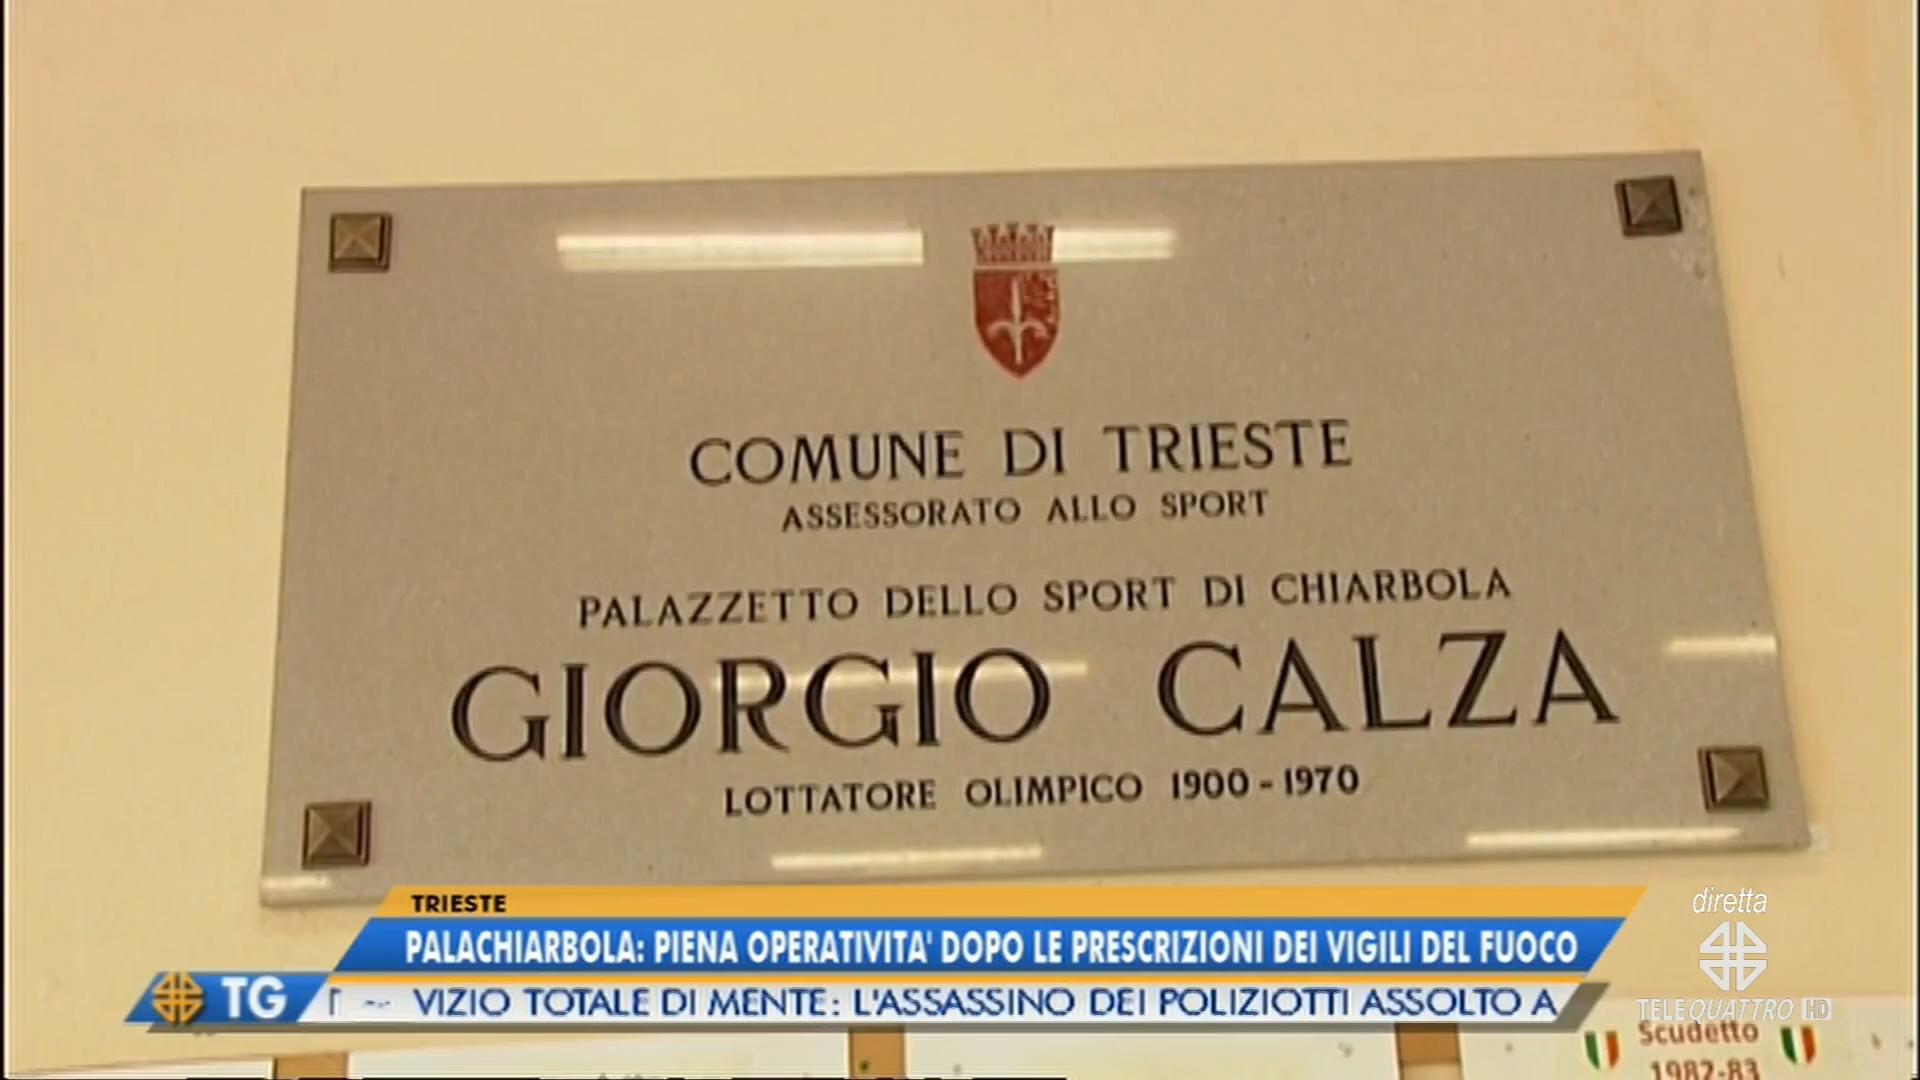 COMUNE DI TRIESTE
ASSESSORATO ALLO SPORT
PALAZZETTO DELLO SPORT DI CHIARBOLA
GIORGIO CALZA
LOTTATORE OLIMPICO 1900-1970
TRIESTE
PALACHIARBOLA: PIENA OPERATIVITA' DOPO LE PRESCRIZIONI DEI VIGILI DEL FUOCO
TG
VIZIO TOTALE DI MENTE: L'ASSASSINO DEI POLIZIOTTI ASSOLTO A
diretta
TELEQUATTRO HD
Scudetto
1982-83